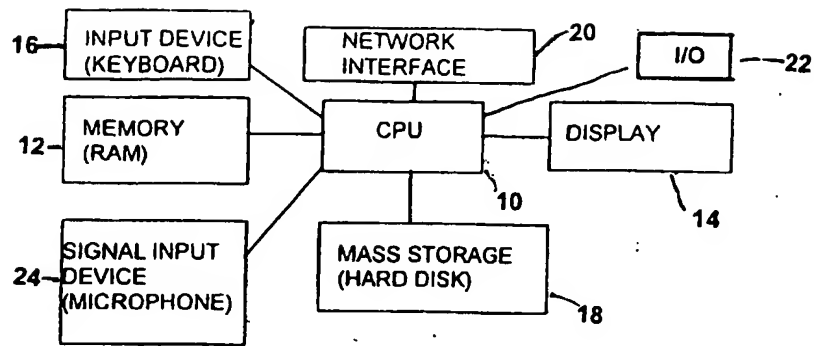 16
INPUT DEVICE
(KEYBOARD)
NETWORK
INTERFACE
20
I/O
22
12
MEMORY
(RAM)
CPU
10
DISPLAY
14
24
SIGNAL INPUT
DEVICE
(MICROPHONE)
MASS STORAGE
(HARD DISK)
18